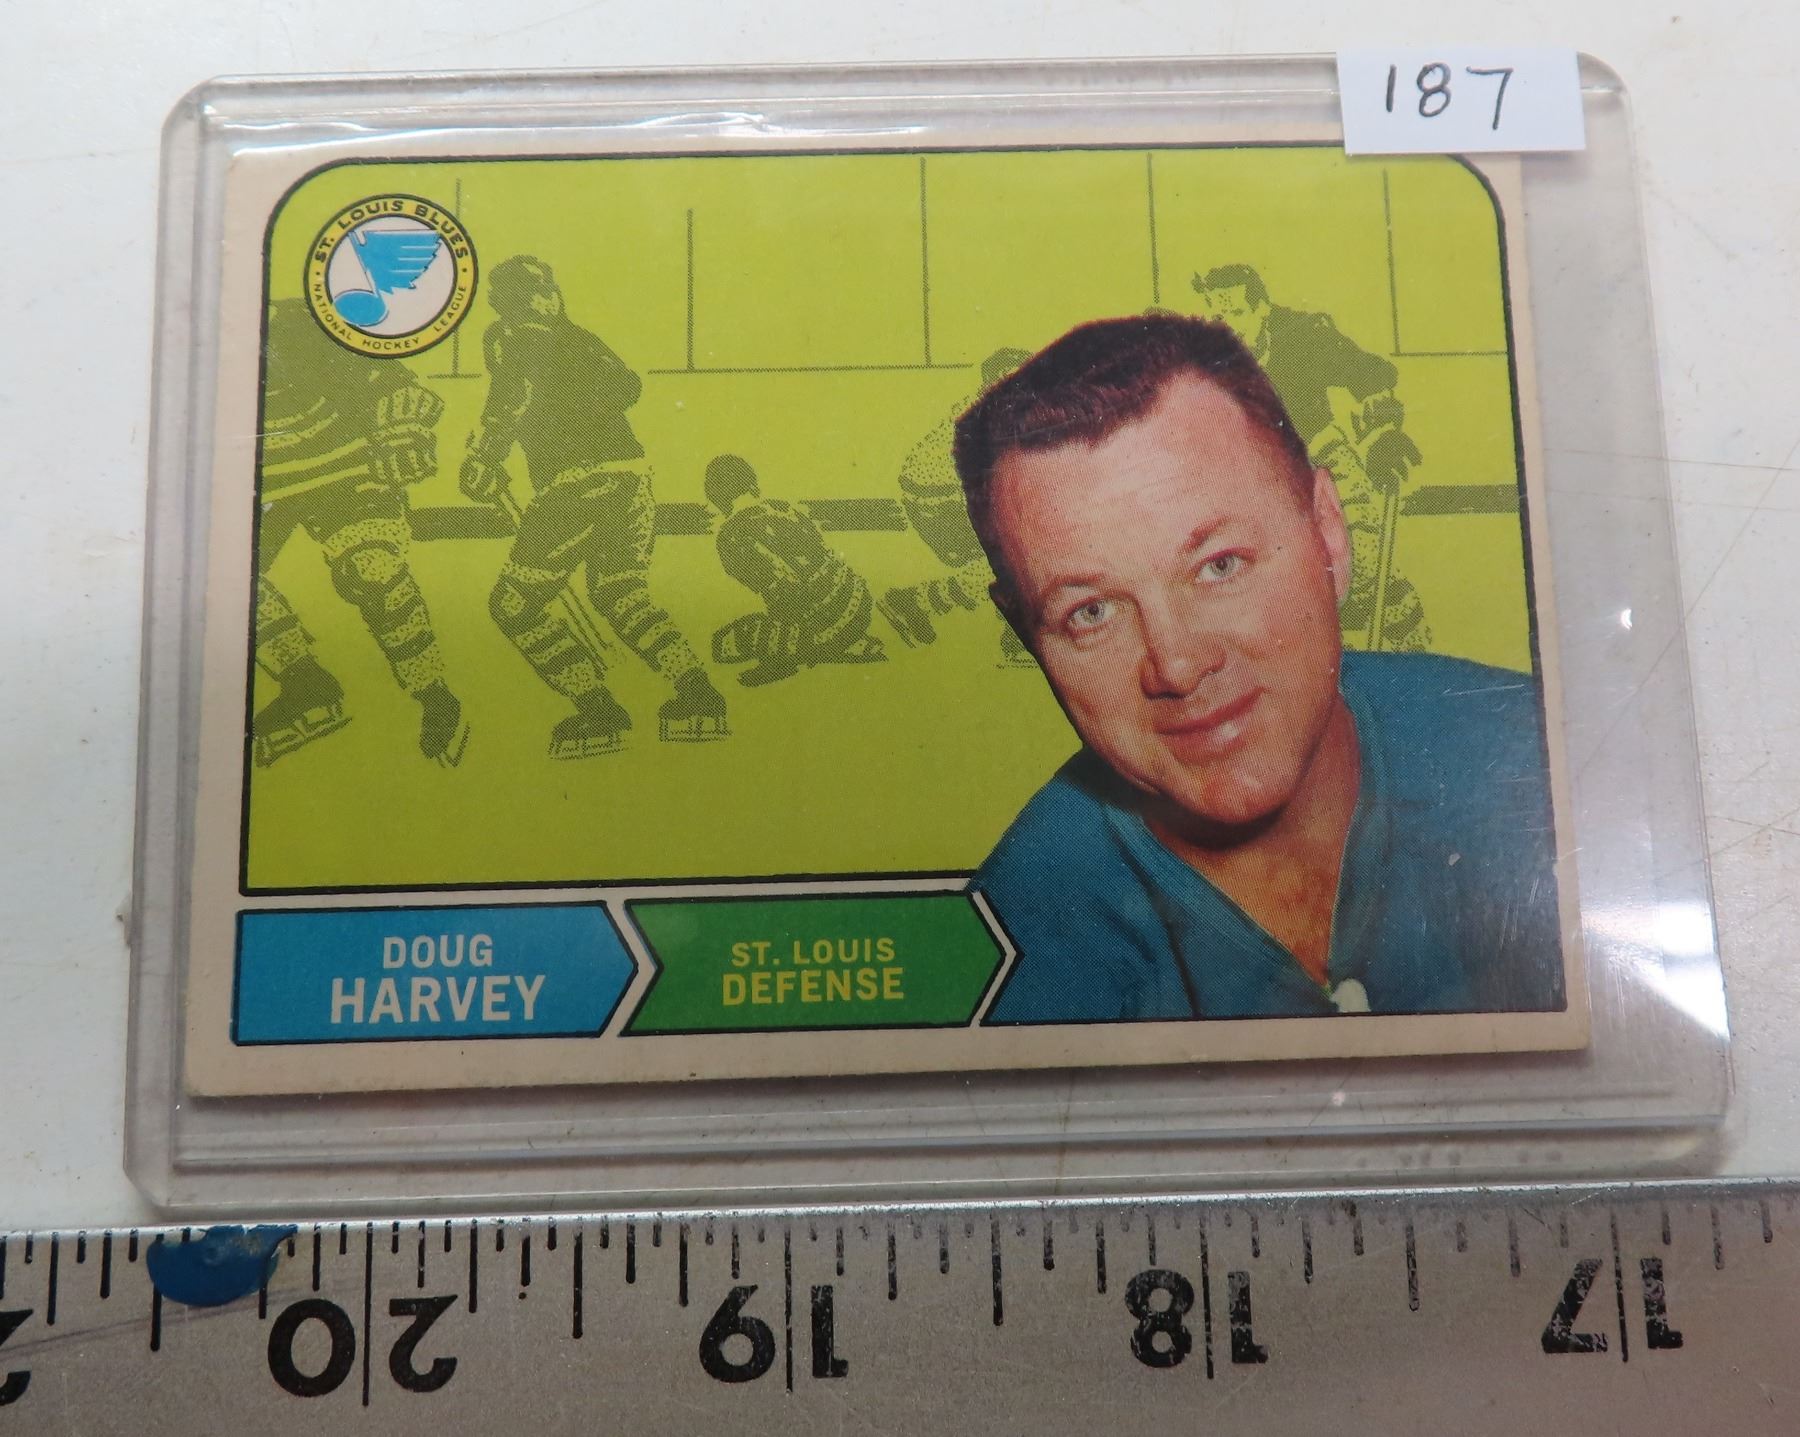 187
ST. LOUIS BLUES
NATIONAL HOCKEY LEAGUE
DOUG
HARVEY
ST. LOUIS
DEFENSE
20 19 18 17